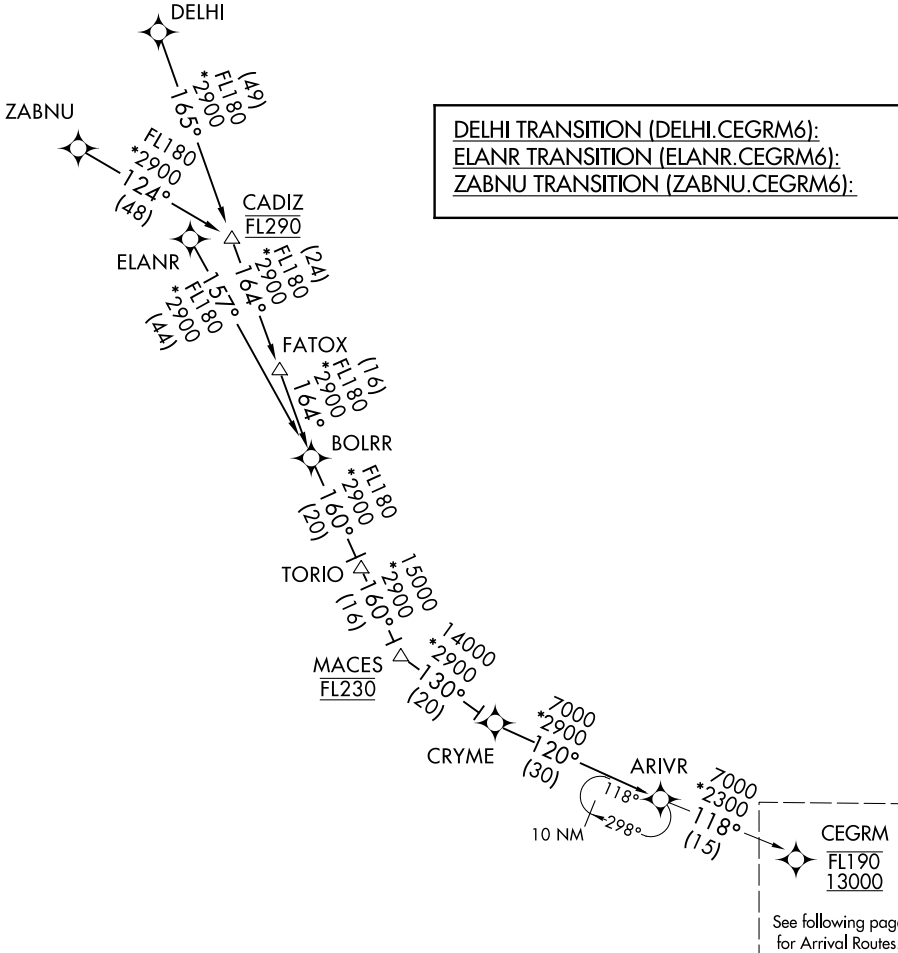 DELHI
(49)
FL180
*2900
165°
ZABNU
FL180
*2900
124°
(48)
DELHI TRANSITION (DELHI.CEGRM6):
ELANR TRANSITION (ELANR.CEGRM6):
ZABNU TRANSITION (ZABNU.CEGRM6):
CADIZ
FL290
ELANR
(24)
FL180
*2900
164°
157°
FL180
*2900
(44)
FATOX
(16)
FL180
*2900
164°
BOLRR
FL180
*2900
160°
(20)
TORIO
15000
*2900
160°
(16)
MACES
FL230
14000
*2900
130°
(20)
CRYME
7000
*2900
120°
(30)
ARIVR
118°
298°
10 NM
7000
*2300
118°
(15)
CEGRM
FL190
13000
See following page
for Arrival Routes.